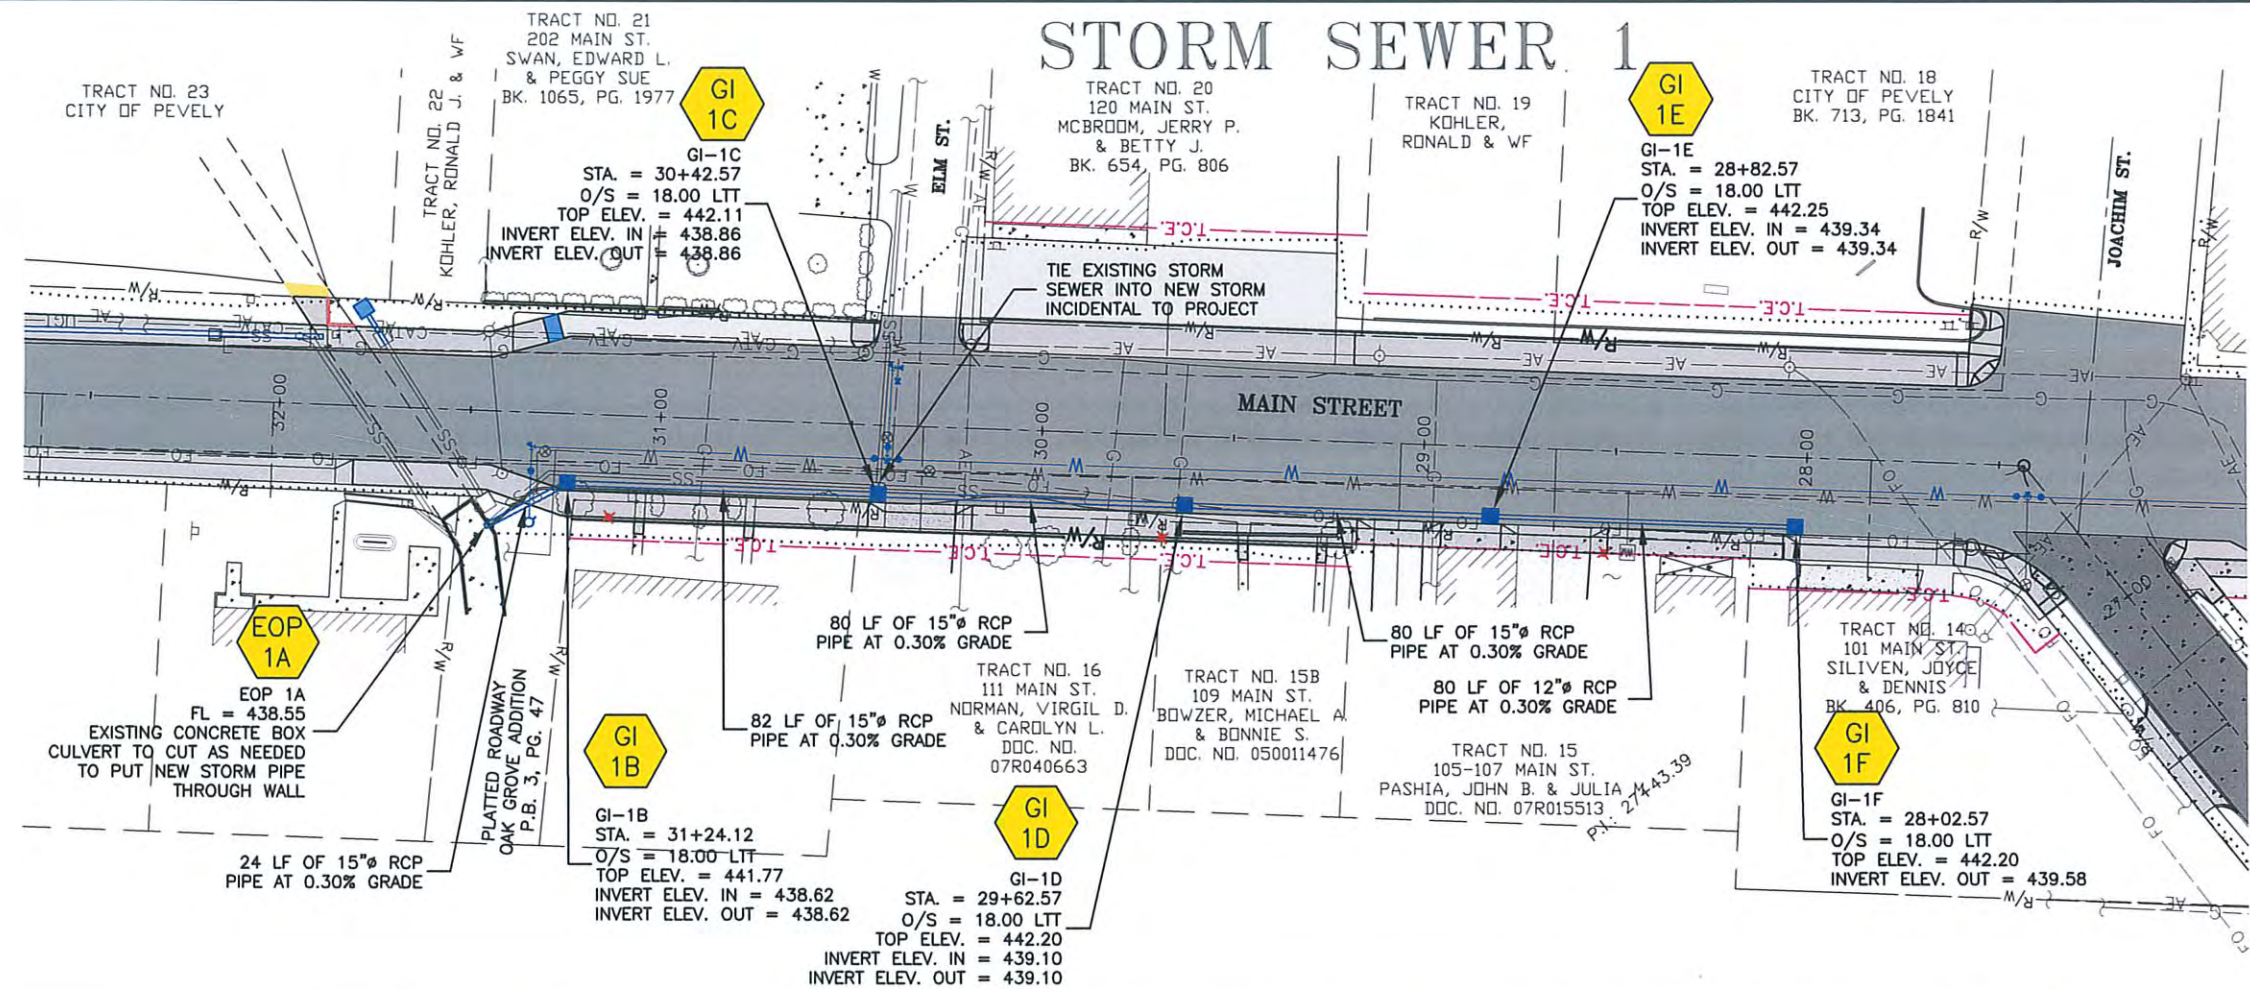 STORM SEWER 1
TRACT NO. 23
CITY OF PEVELY
TRACT NO. 22
KOHLER, RONALD J. & WF
TRACT NO. 21
202 MAIN ST.
SWAN, EDWARD L.
& PEGGY SUE
BK. 1065, PG. 1977
GI
1C
GI-1C
STA. = 30+42.57
O/S = 18.00 LTT
TOP ELEV. = 442.11
INVERT ELEV. IN = 438.86
INVERT ELEV. OUT = 438.86
ELM ST.
TRACT NO. 20
120 MAIN ST.
MCBROOM, JERRY P.
& BETTY J.
BK. 654, PG. 806
TRACT NO. 19
KOHLER,
RONALD & WF
GI
1E
GI-1E
STA. = 28+82.57
O/S = 18.00 LTT
TOP ELEV. = 442.25
INVERT ELEV. IN = 439.34
INVERT ELEV. OUT = 439.34
TRACT NO. 18
CITY OF PEVELY
BK. 713, PG. 1841
JOACHIM ST.
TIE EXISTING STORM
SEWER INTO NEW STORM
INCIDENTAL TO PROJECT
T.C.E.
T.C.E.
T.C.E.
R/W
R/W
R/W
R/W
R/W
MAIN STREET
32+00
31+00
30+00
29+00
28+00
27+00
T.C.E.
T.C.E.
T.C.E.
T.C.E.
T.C.E.
EOP
1A
EOP 1A
FL = 438.55
EXISTING CONCRETE BOX
CULVERT TO CUT AS NEEDED
TO PUT NEW STORM PIPE
THROUGH WALL
24 LF OF 15"ø RCP
PIPE AT 0.30% GRADE
PLATTED ROADWAY
OAK GROVE ADDITION
P.B. 3, PG. 47
GI
1B
GI-1B
STA. = 31+24.12
O/S = 18.00 LTT
TOP ELEV. = 441.77
INVERT ELEV. IN = 438.62
INVERT ELEV. OUT = 438.62
82 LF OF 15"ø RCP
PIPE AT 0.30% GRADE
80 LF OF 15"ø RCP
PIPE AT 0.30% GRADE
TRACT NO. 16
111 MAIN ST.
NORMAN, VIRGIL D.
& CAROLYN L.
DOC. NO.
07R040663
GI
1D
GI-1D
STA. = 29+62.57
O/S = 18.00 LTT
TOP ELEV. = 442.20
INVERT ELEV. IN = 439.10
INVERT ELEV. OUT = 439.10
TRACT NO. 15B
109 MAIN ST.
BOWZER, MICHAEL A.
& BONNIE S.
DOC. NO. 050011476
80 LF OF 15"ø RCP
PIPE AT 0.30% GRADE
80 LF OF 12"ø RCP
PIPE AT 0.30% GRADE
TRACT NO. 15
105-107 MAIN ST.
PASHIA, JOHN B. & JULIA M.
DOC. NO. 07R015513
P.I.: 27+43.39
TRACT NO. 14
101 MAIN ST.
SILIVEN, JOYCE
& DENNIS
BK. 406, PG. 810
GI
1F
GI-1F
STA. = 28+02.57
O/S = 18.00 LTT
TOP ELEV. = 442.20
INVERT ELEV. OUT = 439.58
R/W